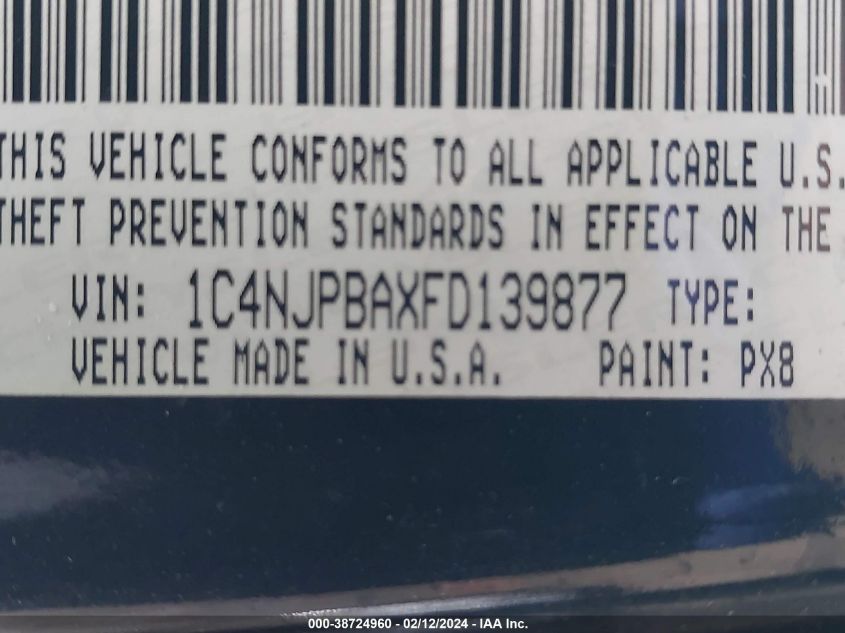 THIS VEHICLE CONFORMS TO ALL APPLICABLE U.S.
THEFT PREVENTION STANDARDS IN EFFECT ON THE
VIN: 1C4NJPBAXFD139877 TYPE:
VEHICLE MADE IN U.S.A. PAINT: PX8
000-38724960 - 02/12/2024 - IAA Inc.